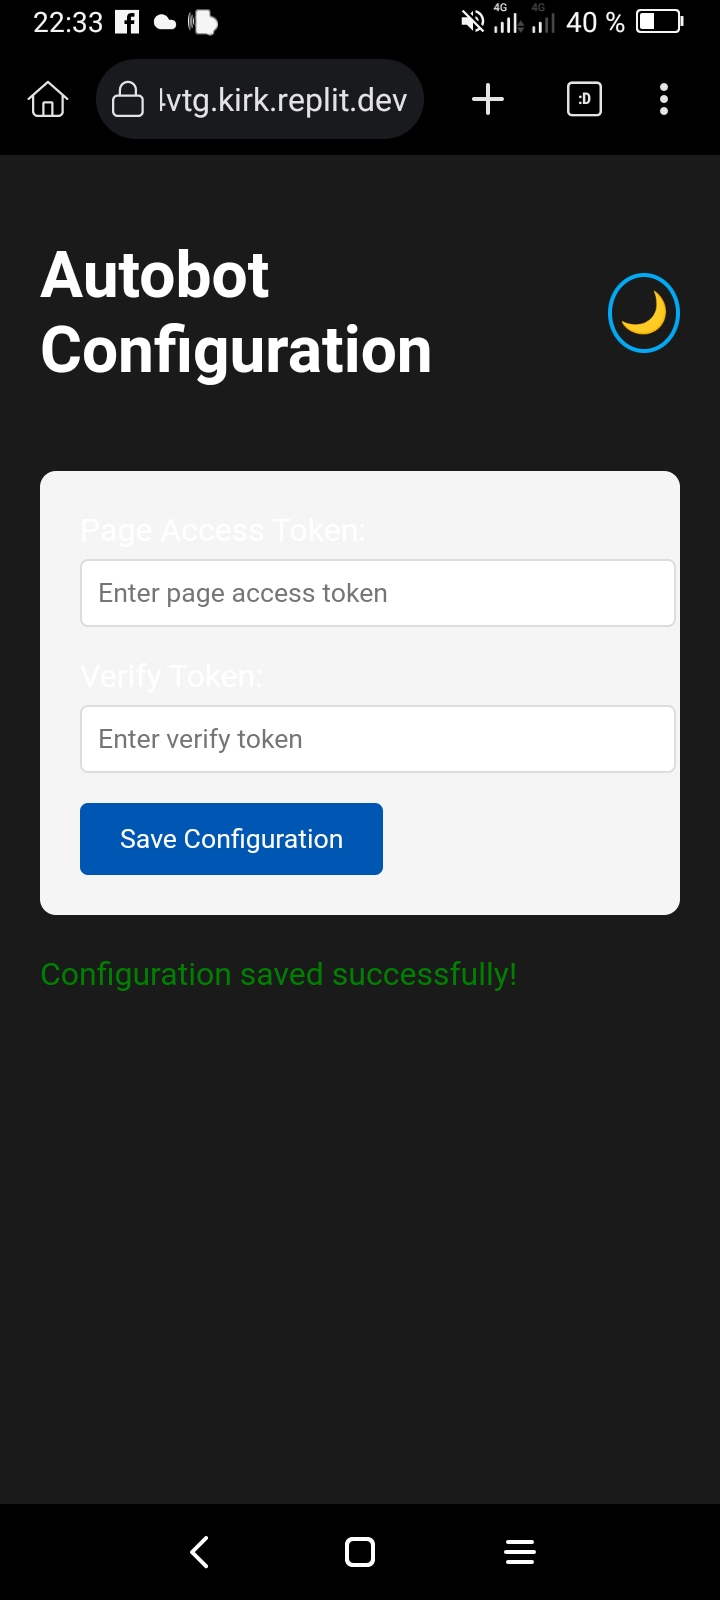 22:33
4G 4G 40 %
vtg.kirk.replit.dev
:D
Autobot
Configuration
Page Access Token:
Enter page access token
Verify Token:
Enter verify token
Save Configuration
Configuration saved successfully!